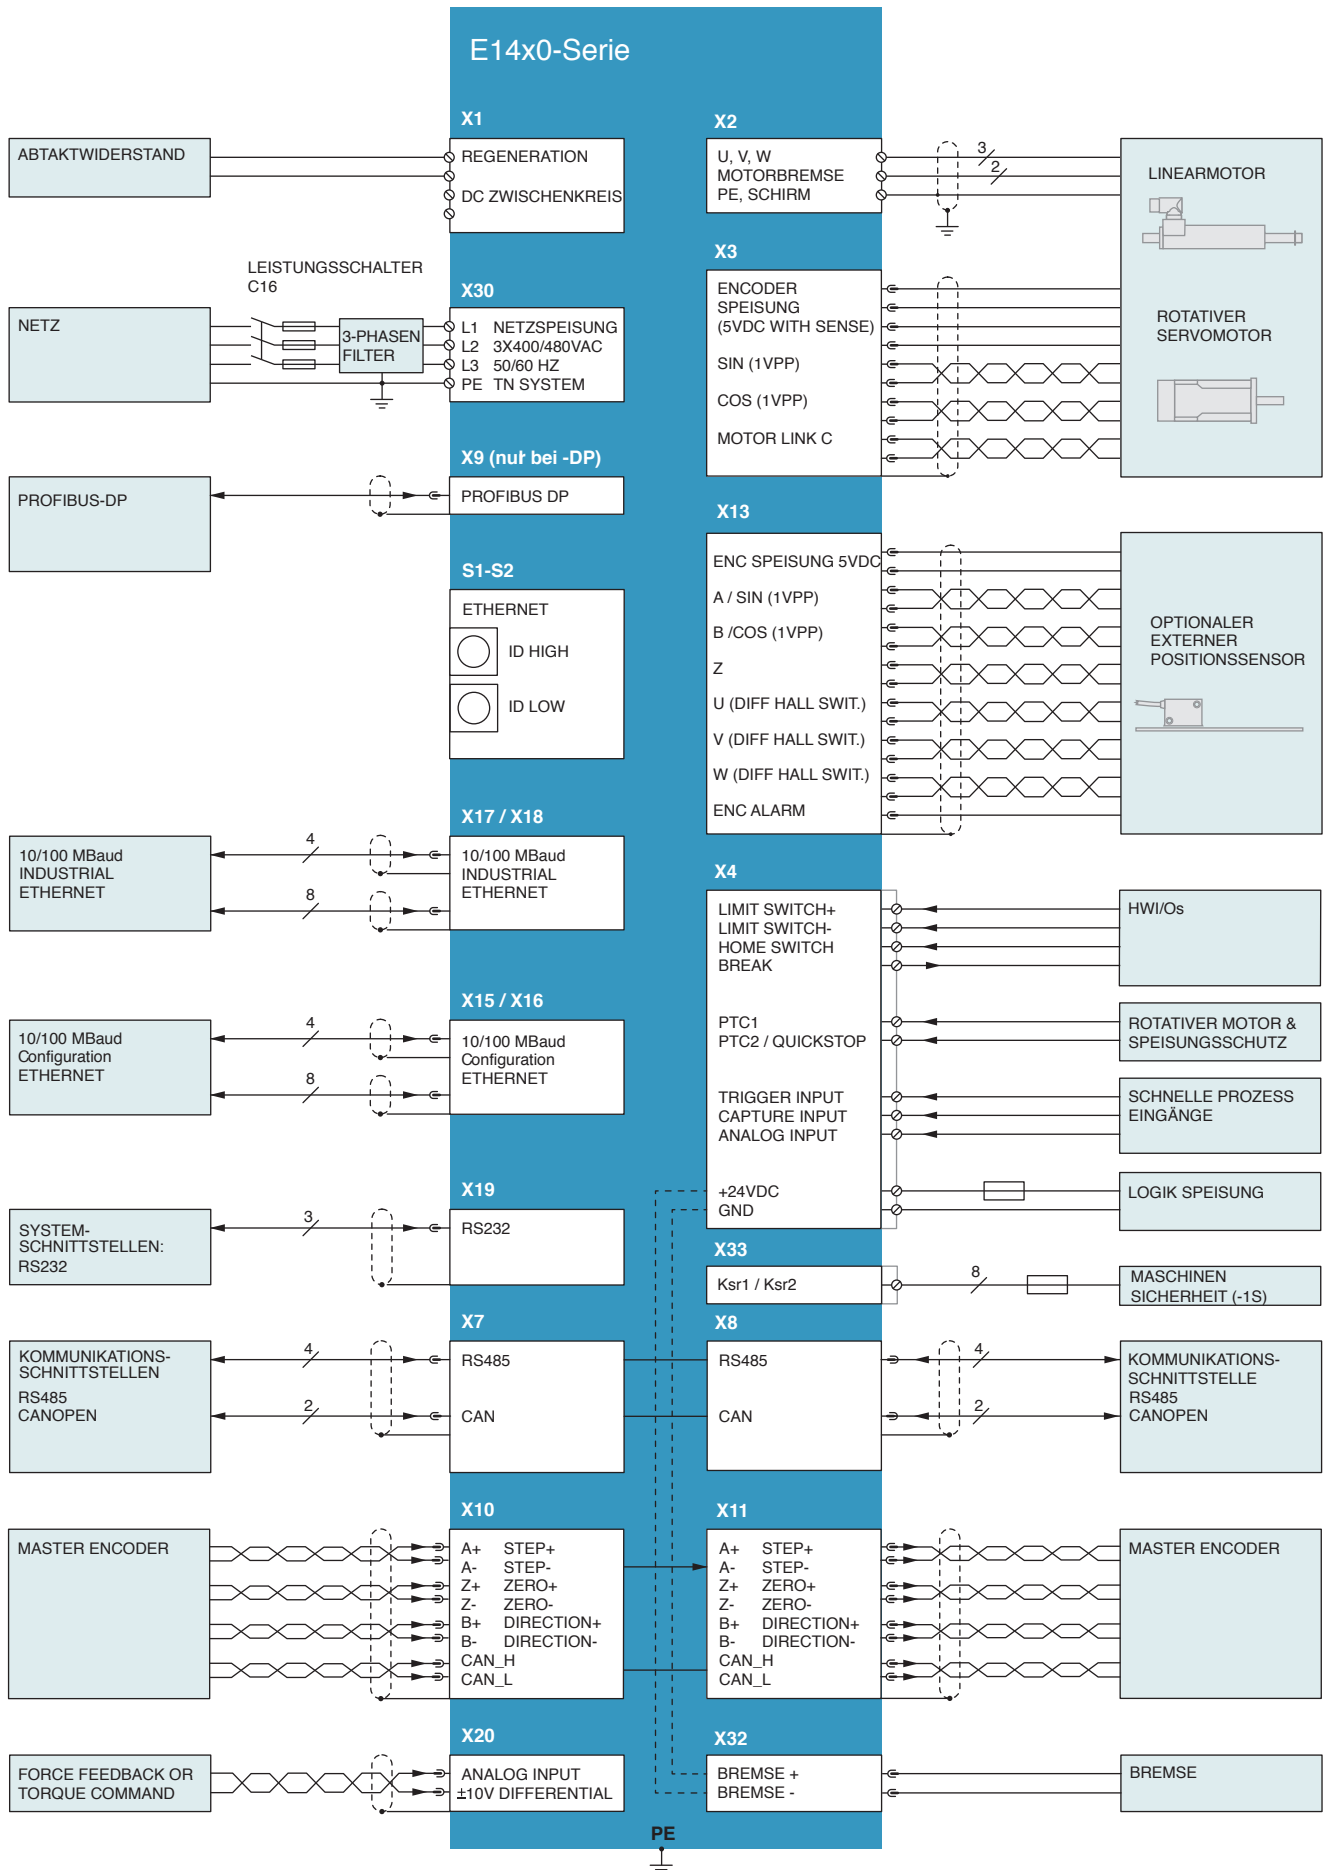 E14x0-Serie
X1
ABTAKTWIDERSTAND
REGENERATION
DC ZWISCHENKREIS
LEISTUNGSSCHALTER
C16
X30
NETZ
3-PHASEN
FILTER
L1 NETZSPEISUNG
L2 3X400/480VAC
L3 50/60 HZ
PE TN SYSTEM
X9 (nur bei -DP)
PROFIBUS-DP
PROFIBUS DP
S1-S2
ETHERNET
ID HIGH
ID LOW
X17 / X18
10/100 MBaud
INDUSTRIAL
ETHERNET
4
8
10/100 MBaud
INDUSTRIAL
ETHERNET
X15 / X16
10/100 MBaud
Configuration
ETHERNET
4
8
10/100 MBaud
Configuration
ETHERNET
X19
SYSTEM-
SCHNITTSTELLEN:
RS232
3
RS232
X7
KOMMUNIKATIONS-
SCHNITTSTELLEN
RS485
CANOPEN
4
2
RS485
CAN
X10
MASTER ENCODER
A+ STEP+
A- STEP-
Z+ ZERO+
Z- ZERO-
B+ DIRECTION+
B- DIRECTION-
CAN_H
CAN_L
X20
FORCE FEEDBACK OR
TORQUE COMMAND
ANALOG INPUT
±10V DIFFERENTIAL
X2
U, V, W
MOTORBREMSE
PE, SCHIRM
3
2
LINEARMOTOR
ROTATIVER
SERVOMOTOR
X3
ENCODER
SPEISUNG
(5VDC WITH SENSE)
SIN (1VPP)
COS (1VPP)
MOTOR LINK C
X13
ENC SPEISUNG 5VDC
A / SIN (1VPP)
B /COS (1VPP)
Z
U (DIFF HALL SWIT.)
V (DIFF HALL SWIT.)
W (DIFF HALL SWIT.)
ENC ALARM
OPTIONALER
EXTERNER
POSITIONSSENSOR
X4
LIMIT SWITCH+
LIMIT SWITCH-
HOME SWITCH
BREAK
HWI/Os
PTC1
PTC2 / QUICKSTOP
ROTATIVER MOTOR &
SPEISUNGSSCHUTZ
TRIGGER INPUT
CAPTURE INPUT
ANALOG INPUT
SCHNELLE PROZESS
EINGÄNGE
+24VDC
GND
LOGIK SPEISUNG
X33
Ksr1 / Ksr2
8
MASCHINEN
SICHERHEIT (-1S)
X8
RS485
CAN
4
2
KOMMUNIKATIONS-
SCHNITTSTELLE
RS485
CANOPEN
X11
A+ STEP+
A- STEP-
Z+ ZERO+
Z- ZERO-
B+ DIRECTION+
B- DIRECTION-
CAN_H
CAN_L
MASTER ENCODER
X32
BREMSE +
BREMSE -
BREMSE
PE